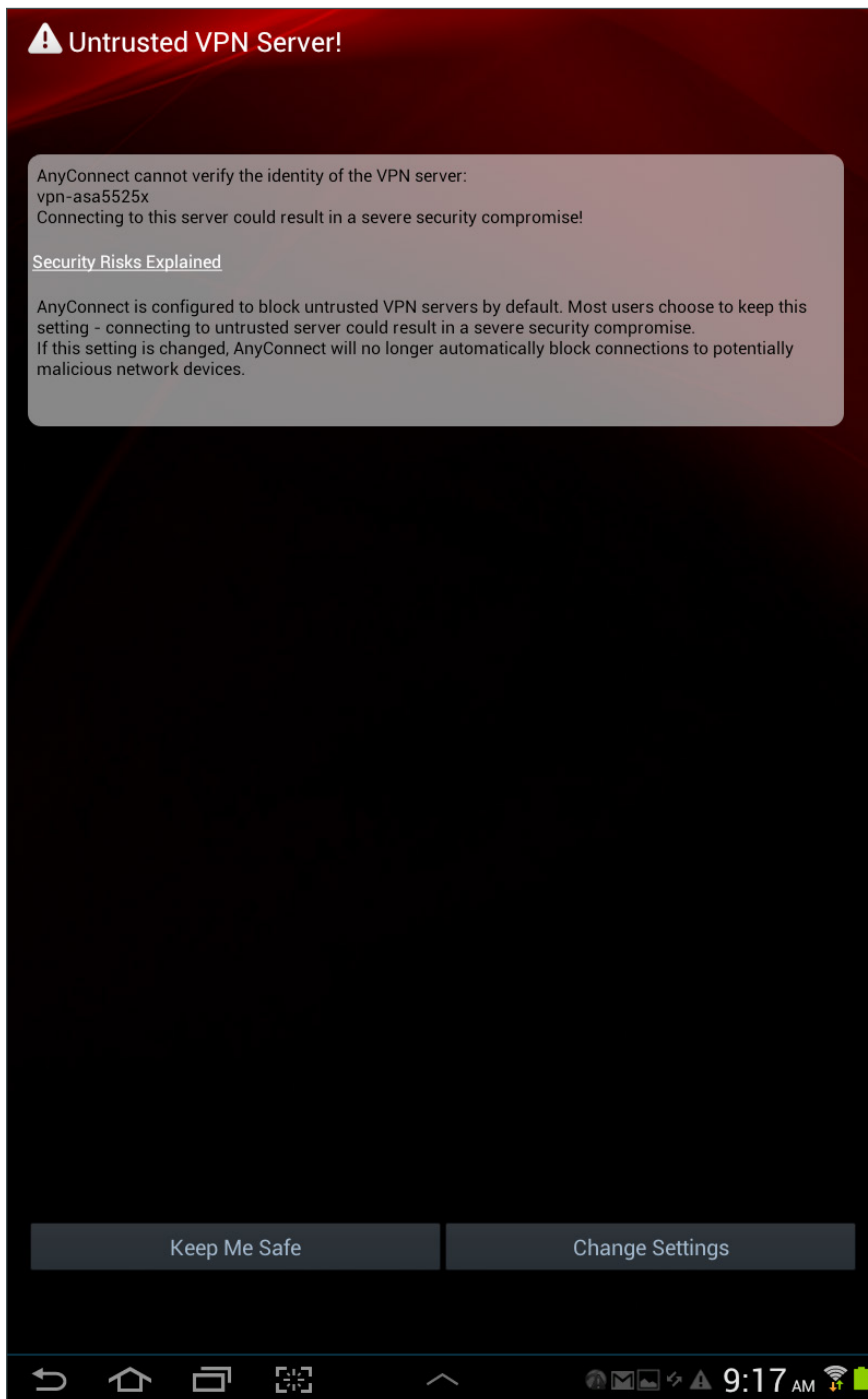 Untrusted VPN Server!
AnyConnect cannot verify the identity of the VPN server:
vpn-asa5525x
Connecting to this server could result in a severe security compromise!
Security Risks Explained
AnyConnect is configured to block untrusted VPN servers by default. Most users choose to keep this
setting - connecting to untrusted server could result in a severe security compromise.
If this setting is changed, AnyConnect will no longer automatically block connections to potentially
malicious network devices.
Keep Me Safe
Change Settings
9:17 AM